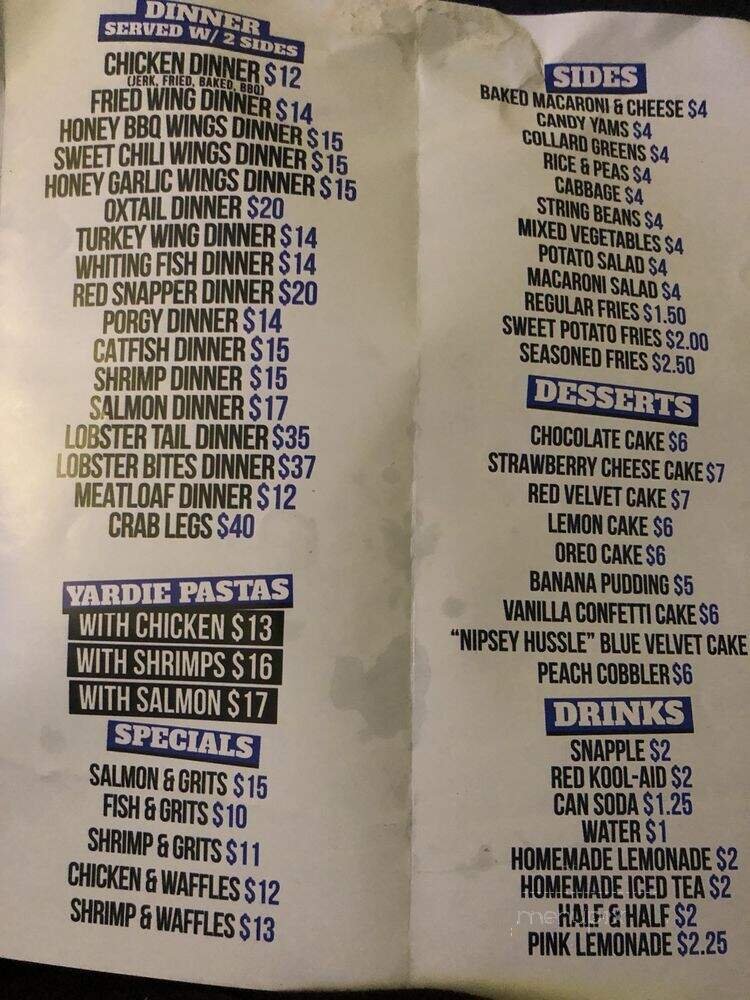 DINNER
SERVED W/ 2 SIDES
CHICKEN DINNER $12
(JERK, FRIED, BAKED, BBQ)
FRIED WING DINNER $14
HONEY BBQ WINGS DINNER $15
SWEET CHILI WINGS DINNER $15
HONEY GARLIC WINGS DINNER $15
OXTAIL DINNER $20
TURKEY WING DINNER $14
WHITING FISH DINNER $14
RED SNAPPER DINNER $20
PORGY DINNER $14
CATFISH DINNER $15
SHRIMP DINNER $15
SALMON DINNER $17
LOBSTER TAIL DINNER $35
LOBSTER BITES DINNER $37
MEATLOAF DINNER $12
CRAB LEGS $40
YARDIE PASTAS
WITH CHICKEN $13
WITH SHRIMPS $16
WITH SALMON $17
SPECIALS
SALMON & GRITS $15
FISH & GRITS $10
SHRIMP & GRITS $11
CHICKEN & WAFFLES $12
SHRIMP & WAFFLES $13
SIDES
BAKED MACARONI & CHEESE $4
CANDY YAMS $4
COLLARD GREENS $4
RICE & PEAS $4
CABBAGE $4
STRING BEANS $4
MIXED VEGETABLES $4
POTATO SALAD $4
MACARONI SALAD $4
REGULAR FRIES $1.50
SWEET POTATO FRIES $2.00
SEASONED FRIES $2.50
DESSERTS
CHOCOLATE CAKE $6
STRAWBERRY CHEESE CAKE $7
RED VELVET CAKE $7
LEMON CAKE $6
OREO CAKE $6
BANANA PUDDING $5
VANILLA CONFETTI CAKE $6
"NIPSEY HUSSLE" BLUE VELVET CAKE
PEACH COBBLER $6
DRINKS
SNAPPLE $2
RED KOOL-AID $2
CAN SODA $1.25
WATER $1
HOMEMADE LEMONADE $2
HOMEMADE ICED TEA $2
HALF & HALF $2
PINK LEMONADE $2.25